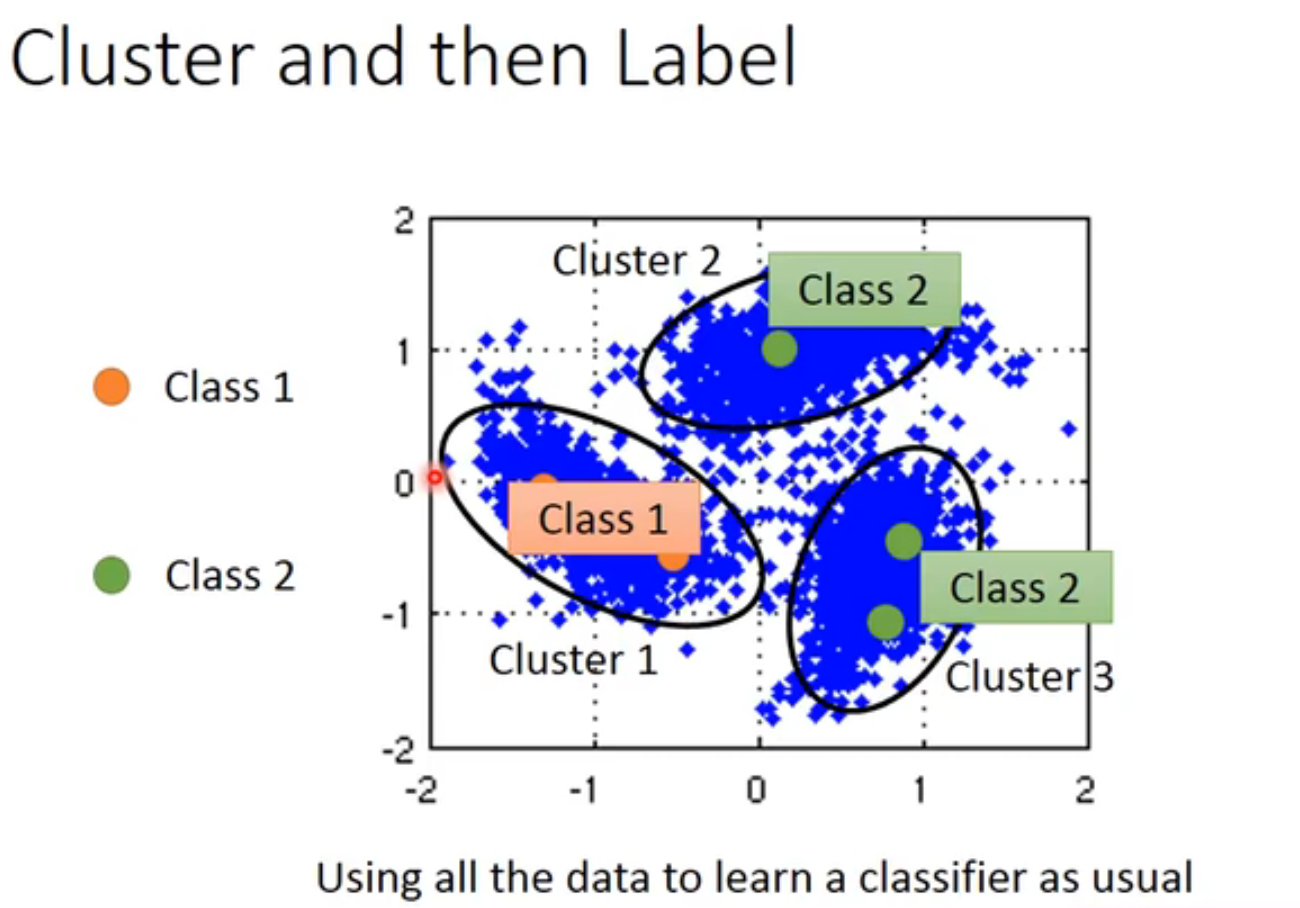 Cluster and then Label
2
Cluster 2
Class 2
1
Class 1
0
Class 1
Class 2
Class 2
-1
Cluster 1
Cluster 3
-2
-2
-1
0
1
2
Using all the data to learn a classifier as usual